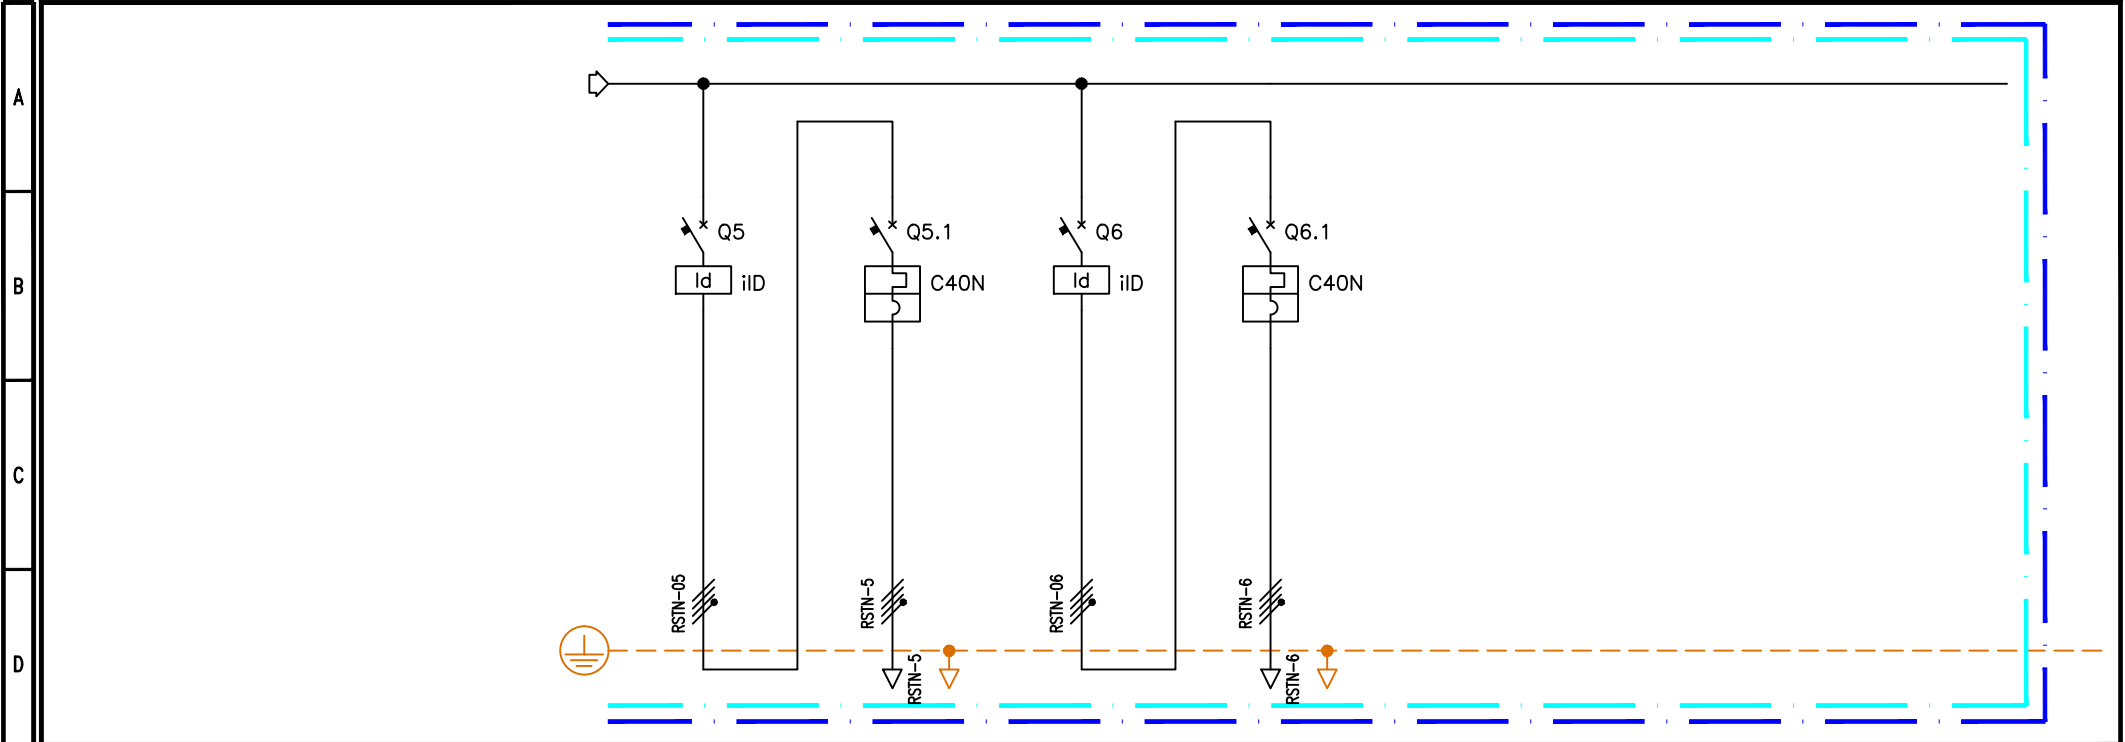 A
B
C
D
Q5
Id
iID
Q5.1
C40N
Q6
Id
iID
Q6.1
C40N
RSTN-05
RSTN-5
RSTN-06
RSTN-6
RSTN-5
RSTN-6